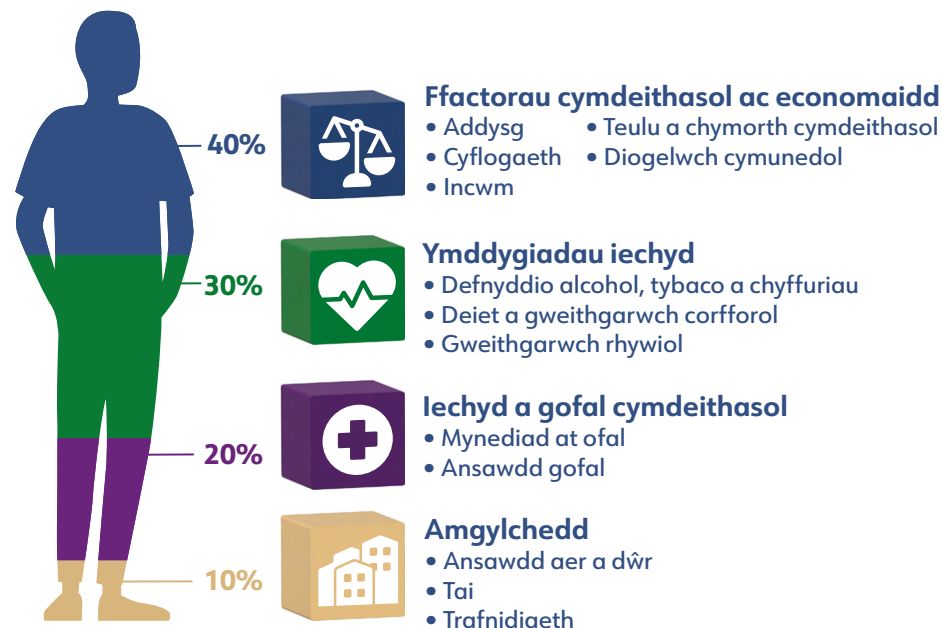 40%
Ffactorau cymdeithasol ac economaidd
• Addysg
• Cyflogaeth
• Incwm
• Teulu a chymorth cymdeithasol
• Diogelwch cymunedol
30%
Ymddygiadau iechyd
• Defnyddio alcohol, tybaco a chyffuriau
• Deiet a gweithgarwch corfforol
• Gweithgarwch rhywiol
20%
Iechyd a gofal cymdeithasol
• Mynediad at ofal
• Ansawdd gofal
10%
Amgylchedd
• Ansawdd aer a dŵr
• Tai
• Trafnidiaeth